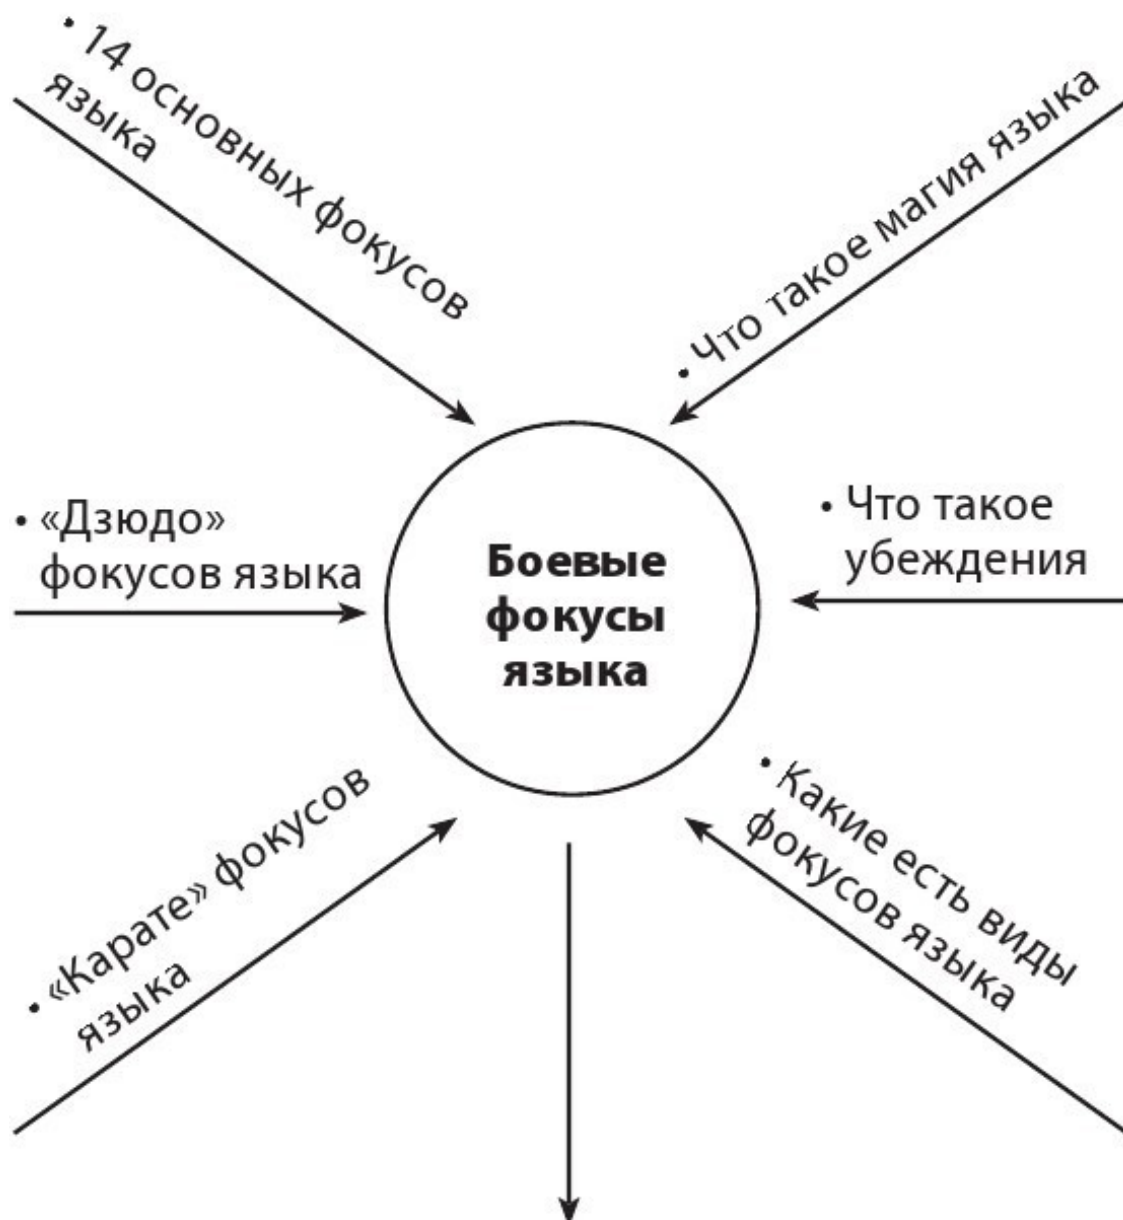 • 14 основных фокусов
языка
• Что такое магия языка
• «Дзюдо»
фокусов языка
• Что такое
убеждения
Боевые
фокусы
языка
• «Карате» фокусов
языка
• Какие есть виды
фокусов языка